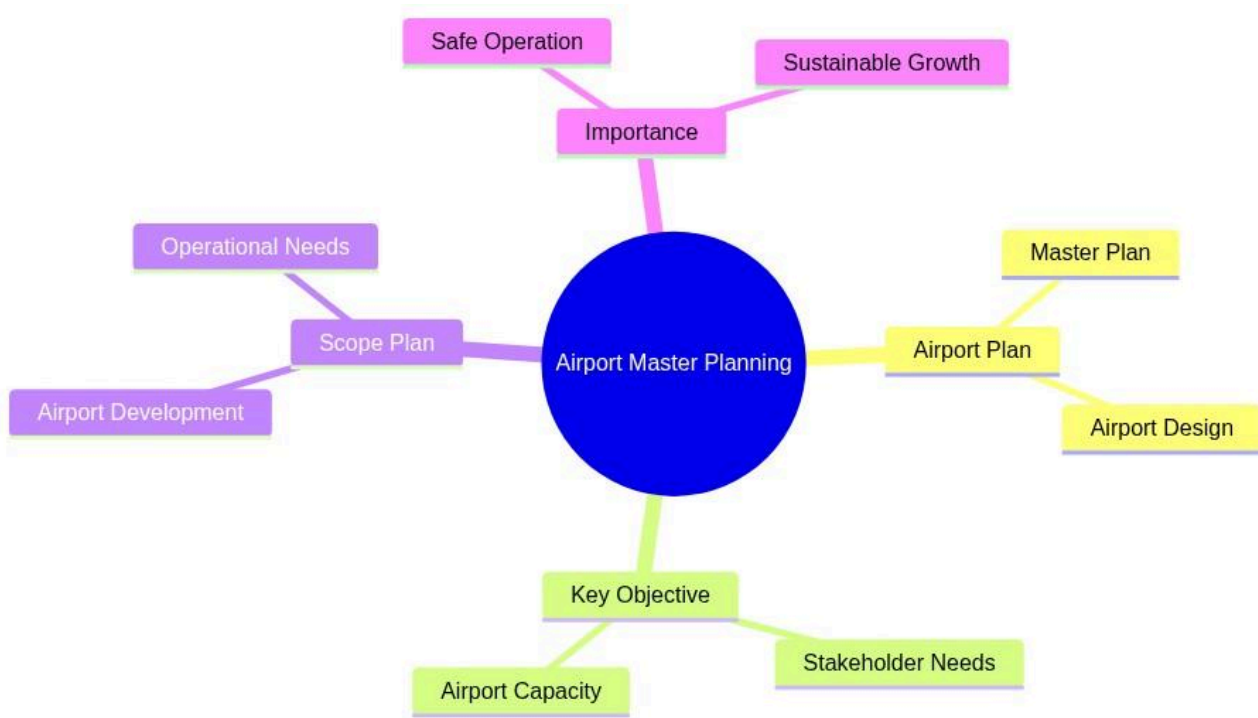 Safe Operation
Sustainable Growth
Importance
Operational Needs
Master Plan
Scope Plan
Airport Master Planning
Airport Plan
Airport Development
Airport Design
Key Objective
Stakeholder Needs
Airport Capacity